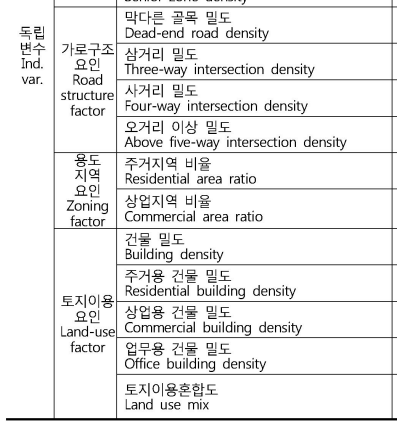 독립
변수
Ind.
var.
가로구조
요인
Road
structure
factor
막다른 골목 밀도
Dead-end road density
삼거리 밀도
Three-way intersection density
사거리 밀도
Four-way intersection density
오거리 이상 밀도
Above five-way intersection density
용도
지역
요인
Zoning
factor
주거지역 비율
Residential area ratio
상업지역 비율
Commercial area ratio
토지이용
요인
Land-use
factor
건물 밀도
Building density
주거용 건물 밀도
Residential building density
상업용 건물 밀도
Commercial building density
업무용 건물 밀도
Office building density
토지이용혼합도
Land use mix